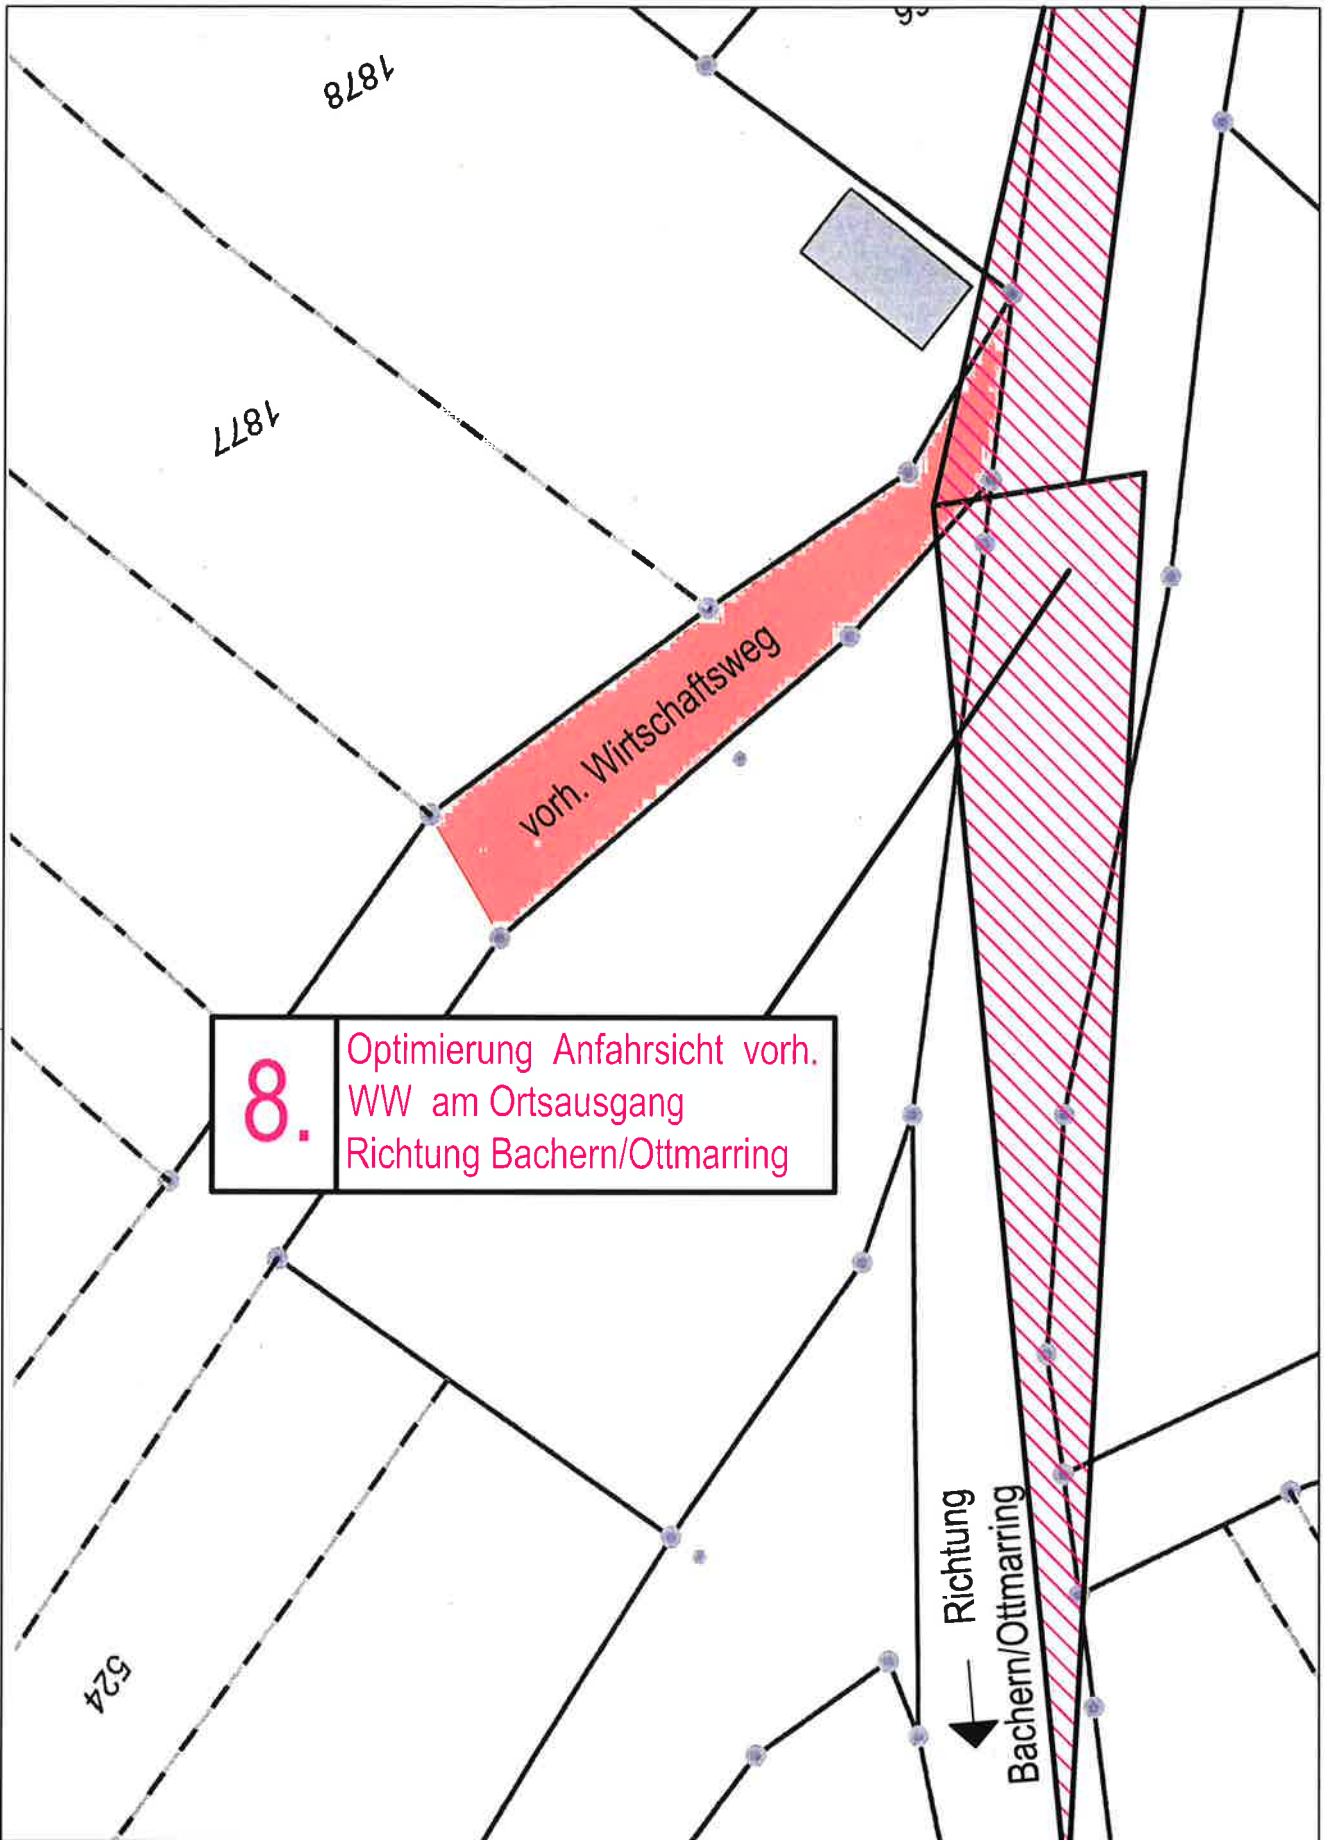 1878
1877
vorh. Wirtschaftsweg
8.
Optimierung Anfahrsicht vorh.
WW am Ortsausgang
Richtung Bachern/Ottmarring
Richtung
Bachern/Ottmarring
524